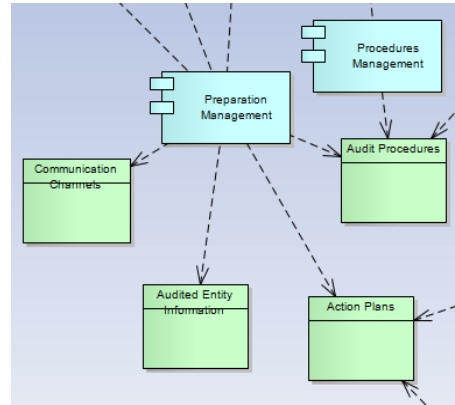 Procedures
Management
Preparation
Management
Communication
Channels
Audit Procedures
Audited Entity
Information
Action Plans